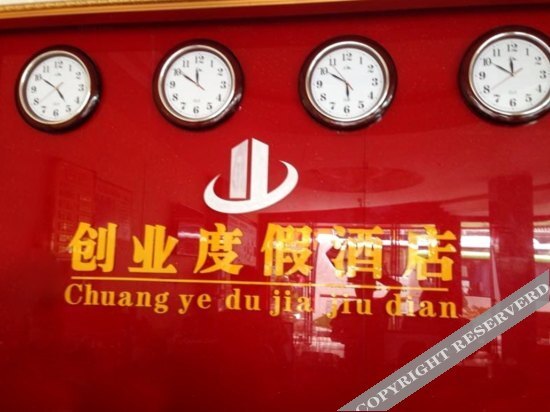 创业度假酒店
Chuang ye du jia jiu dian
COPYRIGHT RESERVERD